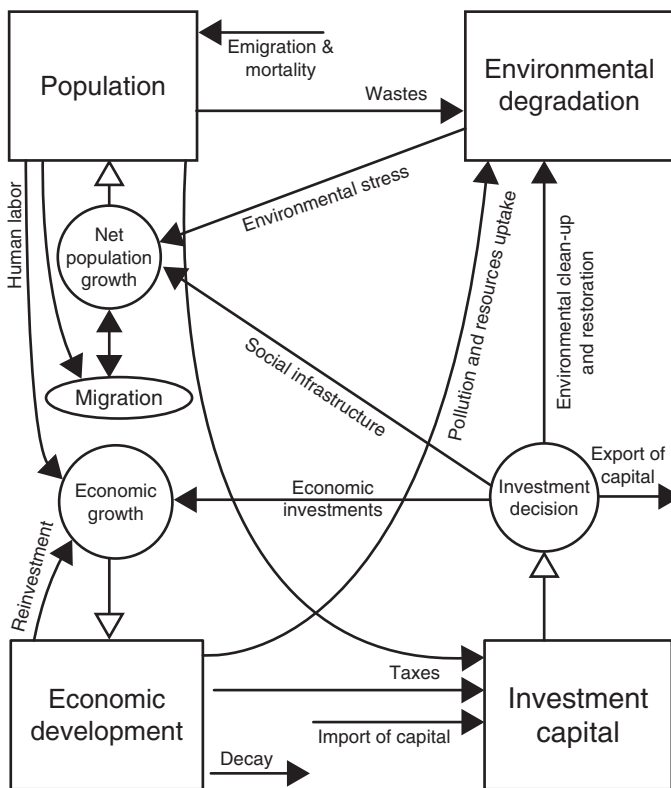 Population
Emigration &
mortality
Environmental
degradation
Wastes
Environmental stress
Human labor
Net
population
growth
Pollution and resources uptake
Environmental clean-up
and restoration
Migration
Social infrastructure
Economic
growth
Economic
investments
Investment
decision
Export of
capital
Reinvestment
Economic
development
Taxes
Import of capital
Decay
Investment
capital